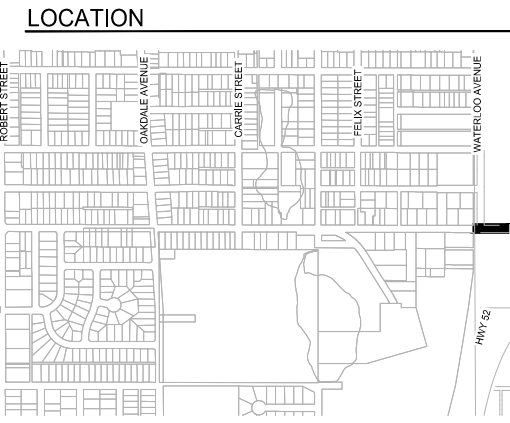 LOCATION
ROBERT STREET
OAKDALE AVENUE
CARRIE STREET
FELIX STREET
WATERLOO AVENUE
HWY 52